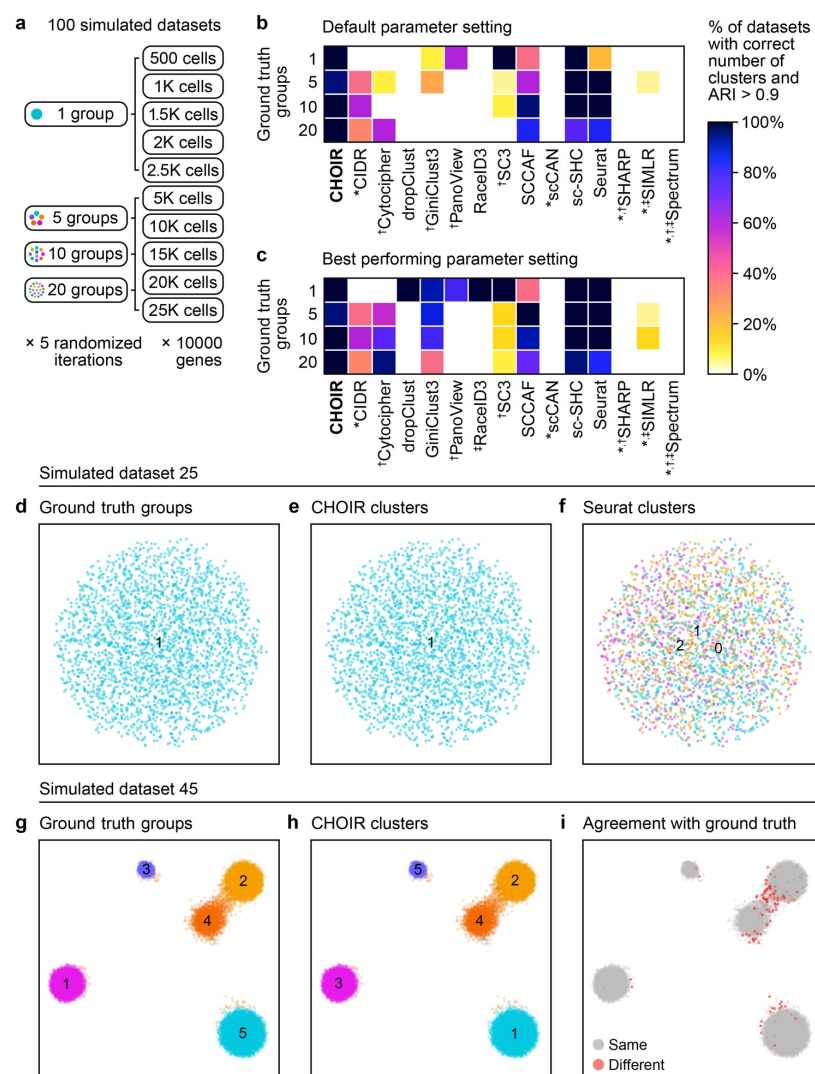 a 100 simulated datasets
1 group
500 cells
1K cells
1.5K cells
2K cells
2.5K cells
5 groups
10 groups
20 groups
5K cells
10K cells
15K cells
20K cells
25K cells
× 5 randomized
iterations
× 10000
genes
b Default parameter setting
Ground truth
groups
1
5
10
20
CHOIR
*CIDR
†Cytocipher
dropClust
†GiniClust3
†PanoView
RaceID3
†SC3
SCCAF
*scCAN
sc-SHC
Seurat
*,†SHARP
*,‡SIMLR
*,†,‡Spectrum
c Best performing parameter setting
Ground truth
groups
1
5
10
20
CHOIR
*CIDR
†Cytocipher
dropClust
GiniClust3
†PanoView
‡RaceID3
†SC3
SCCAF
*scCAN
sc-SHC
Seurat
*,†SHARP
*,‡SIMLR
*,†,‡Spectrum
% of datasets
with correct
number of
clusters and
ARI > 0.9
100%
80%
60%
40%
20%
0%
Simulated dataset 25
d Ground truth groups
1
e CHOIR clusters
1
f Seurat clusters
1
2
0
Simulated dataset 45
g Ground truth groups
3
2
4
1
5
h CHOIR clusters
5
2
4
3
1
i Agreement with ground truth
Same
Different